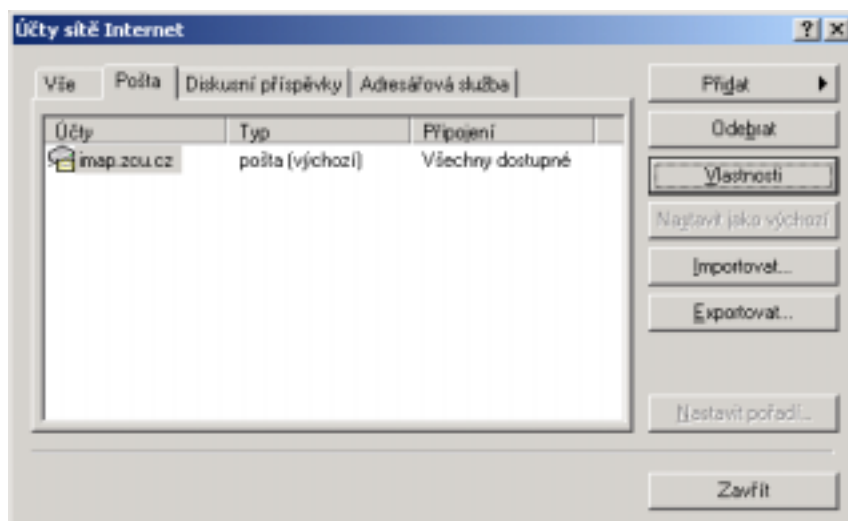 Účty sítě Internet
Vše Pošta Diskusní příspěvky Adresářová služba
Účty Typ Připojení
imap.zcu.cz pošta (výchozí) Všechny dostupné
Přidat
Odebrat
Vlastnosti
Nastavit jako výchozí
Importovat...
Exportovat...
Nastavit pořadí...
Zavřít